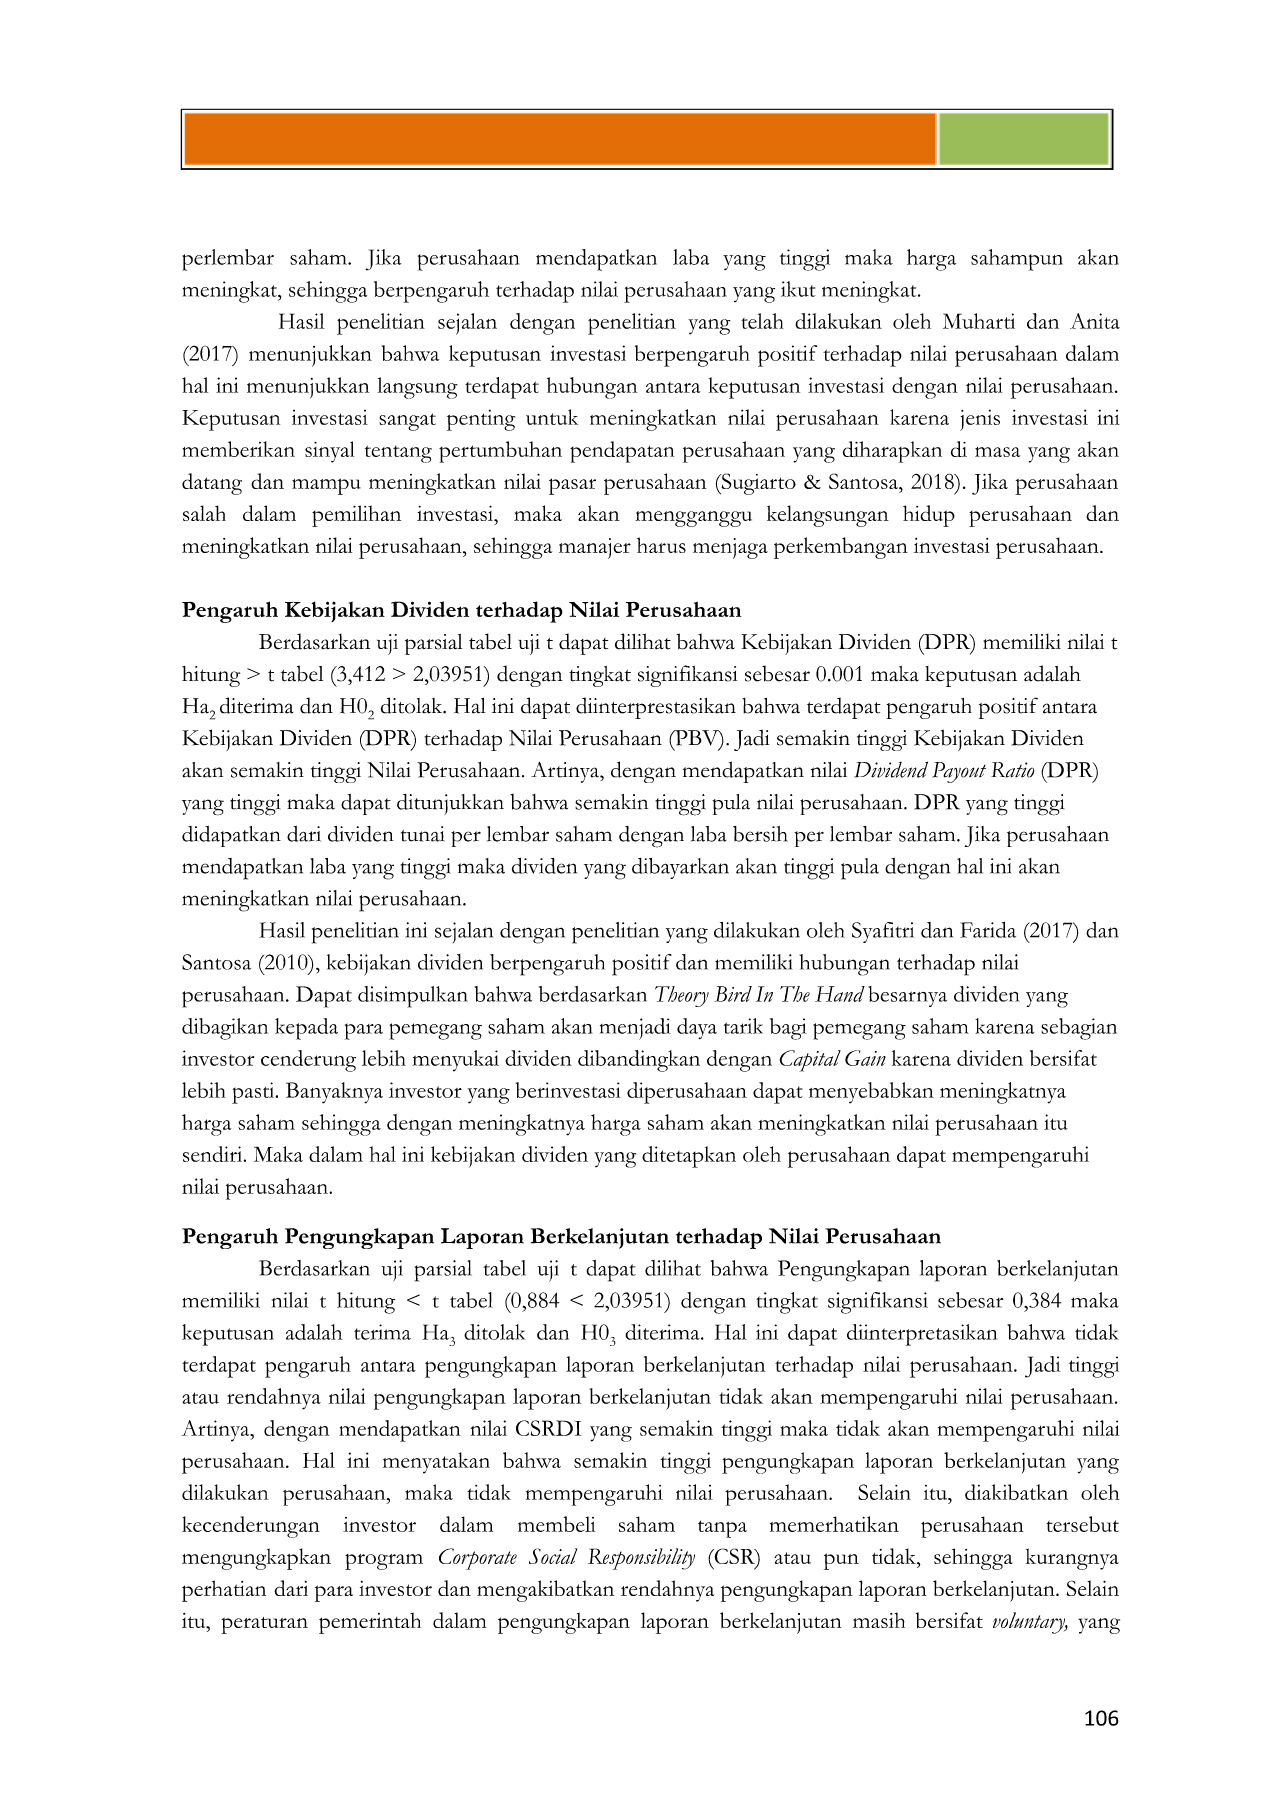 perlembar saham. Jika perusahaan mendapatkan laba yang tinggi maka harga sahampun akan
meningkat, sehingga berpengaruh terhadap nilai perusahaan yang ikut meningkat.
Hasil penelitian sejalan dengan penelitian yang telah dilakukan oleh Muharti dan Anita
(2017) menunjukkan bahwa keputusan investasi berpengaruh positif terhadap nilai perusahaan dalam
hal ini menunjukkan langsung terdapat hubungan antara keputusan investasi dengan nilai perusahaan.
Keputusan investasi sangat penting untuk meningkatkan nilai perusahaan karena jenis investasi ini
memberikan sinyal tentang pertumbuhan pendapatan perusahaan yang diharapkan di masa yang akan
datang dan mampu meningkatkan nilai pasar perusahaan (Sugiarto & Santosa, 2018). Jika perusahaan
salah dalam pemilihan investasi, maka akan mengganggu kelangsungan hidup perusahaan dan
meningkatkan nilai perusahaan, sehingga manajer harus menjaga perkembangan investasi perusahaan.
Pengaruh Kebijakan Dividen terhadap Nilai Perusahaan
Berdasarkan uji parsial tabel uji t dapat dilihat bahwa Kebijakan Dividen (DPR) memiliki nilai t
hitung > t tabel (3,412 > 2,03951) dengan tingkat signifikansi sebesar 0.001 maka keputusan adalah
Ha2 diterima dan H02 ditolak. Hal ini dapat diinterprestasikan bahwa terdapat pengaruh positif antara
Kebijakan Dividen (DPR) terhadap Nilai Perusahaan (PBV). Jadi semakin tinggi Kebijakan Dividen
akan semakin tinggi Nilai Perusahaan. Artinya, dengan mendapatkan nilai Dividend Payout Ratio (DPR)
yang tinggi maka dapat ditunjukkan bahwa semakin tinggi pula nilai perusahaan. DPR yang tinggi
didapatkan dari dividen tunai per lembar saham dengan laba bersih per lembar saham. Jika perusahaan
mendapatkan laba yang tinggi maka dividen yang dibayarkan akan tinggi pula dengan hal ini akan
meningkatkan nilai perusahaan.
Hasil penelitian ini sejalan dengan penelitian yang dilakukan oleh Syafitri dan Farida (2017) dan
Santosa (2010), kebijakan dividen berpengaruh positif dan memiliki hubungan terhadap nilai
perusahaan. Dapat disimpulkan bahwa berdasarkan Theory Bird In The Hand besarnya dividen yang
dibagikan kepada para pemegang saham akan menjadi daya tarik bagi pemegang saham karena sebagian
investor cenderung lebih menyukai dividen dibandingkan dengan Capital Gain karena dividen bersifat
lebih pasti. Banyaknya investor yang berinvestasi diperusahaan dapat menyebabkan meningkatnya
harga saham sehingga dengan meningkatnya harga saham akan meningkatkan nilai perusahaan itu
sendiri. Maka dalam hal ini kebijakan dividen yang ditetapkan oleh perusahaan dapat mempengaruhi
nilai perusahaan.
Pengaruh Pengungkapan Laporan Berkelanjutan terhadap Nilai Perusahaan
Berdasarkan uji parsial tabel uji t dapat dilihat bahwa Pengungkapan laporan berkelanjutan
memiliki nilai t hitung < t tabel (0,884 < 2,03951) dengan tingkat signifikansi sebesar 0,384 maka
keputusan adalah terima Ha3 ditolak dan H03 diterima. Hal ini dapat diinterpretasikan bahwa tidak
terdapat pengaruh antara pengungkapan laporan berkelanjutan terhadap nilai perusahaan. Jadi tinggi
atau rendahnya nilai pengungkapan laporan berkelanjutan tidak akan mempengaruhi nilai perusahaan.
Artinya, dengan mendapatkan nilai CSRDI yang semakin tinggi maka tidak akan mempengaruhi nilai
perusahaan. Hal ini menyatakan bahwa semakin tinggi pengungkapan laporan berkelanjutan yang
dilakukan perusahaan, maka tidak mempengaruhi nilai perusahaan. Selain itu, diakibatkan oleh
kecenderungan investor dalam membeli saham tanpa memerhatikan perusahaan tersebut
mengungkapkan program Corporate Social Responsibility (CSR) atau pun tidak, sehingga kurangnya
perhatian dari para investor dan mengakibatkan rendahnya pengungkapan laporan berkelanjutan. Selain
itu, peraturan pemerintah dalam pengungkapan laporan berkelanjutan masih bersifat voluntary, yang
106